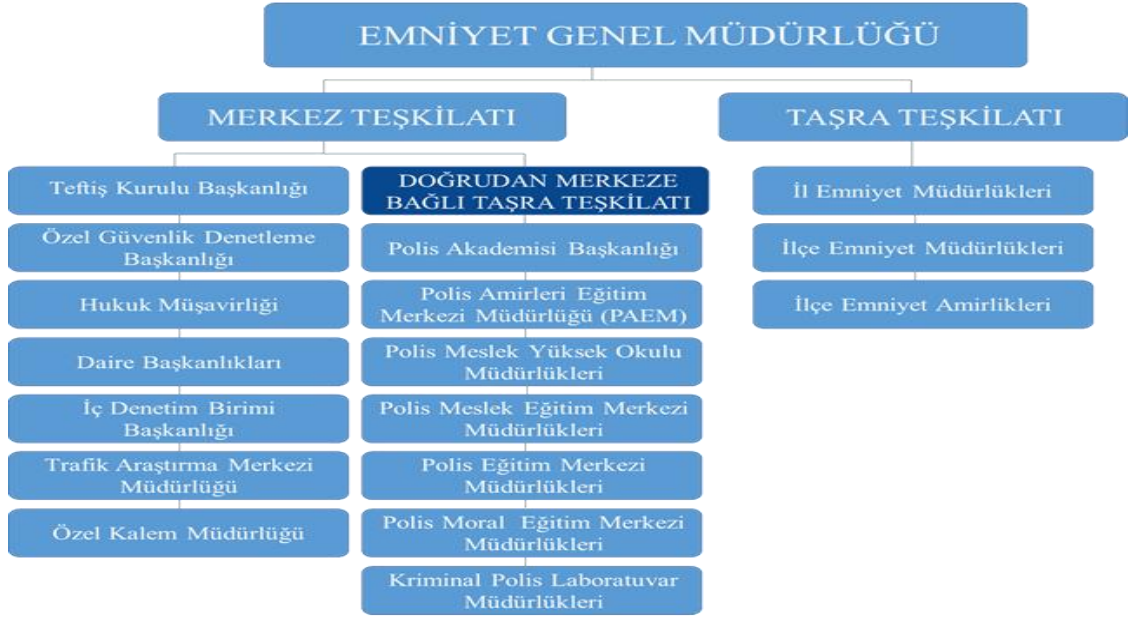 EMNİYET GENEL MÜDÜRLÜĞÜ
MERKEZ TEŞKİLATI
TAŞRA TEŞKİLATI
Teftiş Kurulu Başkanlığı
Özel Güvenlik Denetleme
Başkanlığı
Hukuk Müşavirliği
Daire Başkanlıkları
İç Denetim Birimi
Başkanlığı
Trafik Araştırma Merkezi
Müdürlüğü
Özel Kalem Müdürlüğü
DOĞRUDAN MERKEZE
BAĞLI TAŞRA TEŞKİLATI
Polis Akademisi Başkanlığı
Polis Amirleri Eğitim
Merkezi Müdürlüğü (PAEM)
Polis Meslek Yüksek Okulu
Müdürlükleri
Polis Meslek Eğitim Merkezi
Müdürlükleri
Polis Eğitim Merkezi
Müdürlükleri
Polis Moral Eğitim Merkezi
Müdürlükleri
Kriminal Polis Laboratuvar
Müdürlükleri
İl Emniyet Müdürlükleri
İlçe Emniyet Müdürlükleri
İlçe Emniyet Amirlikleri